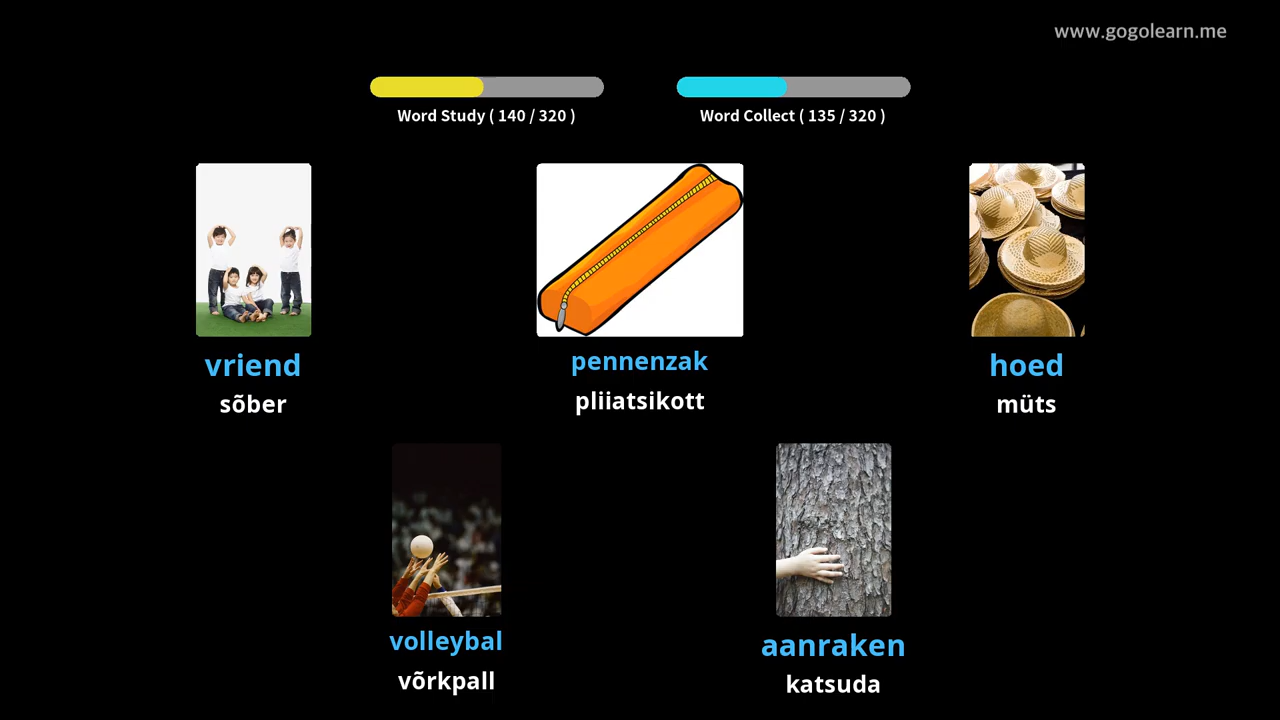 www.gogolearn.me
Word Study ( 140 / 320 )
Word Collect ( 135 / 320 )
vriend
sõber
pennenzak
pliiatsikott
hoed
müts
volleybal
võrkpall
aanraken
katsuda